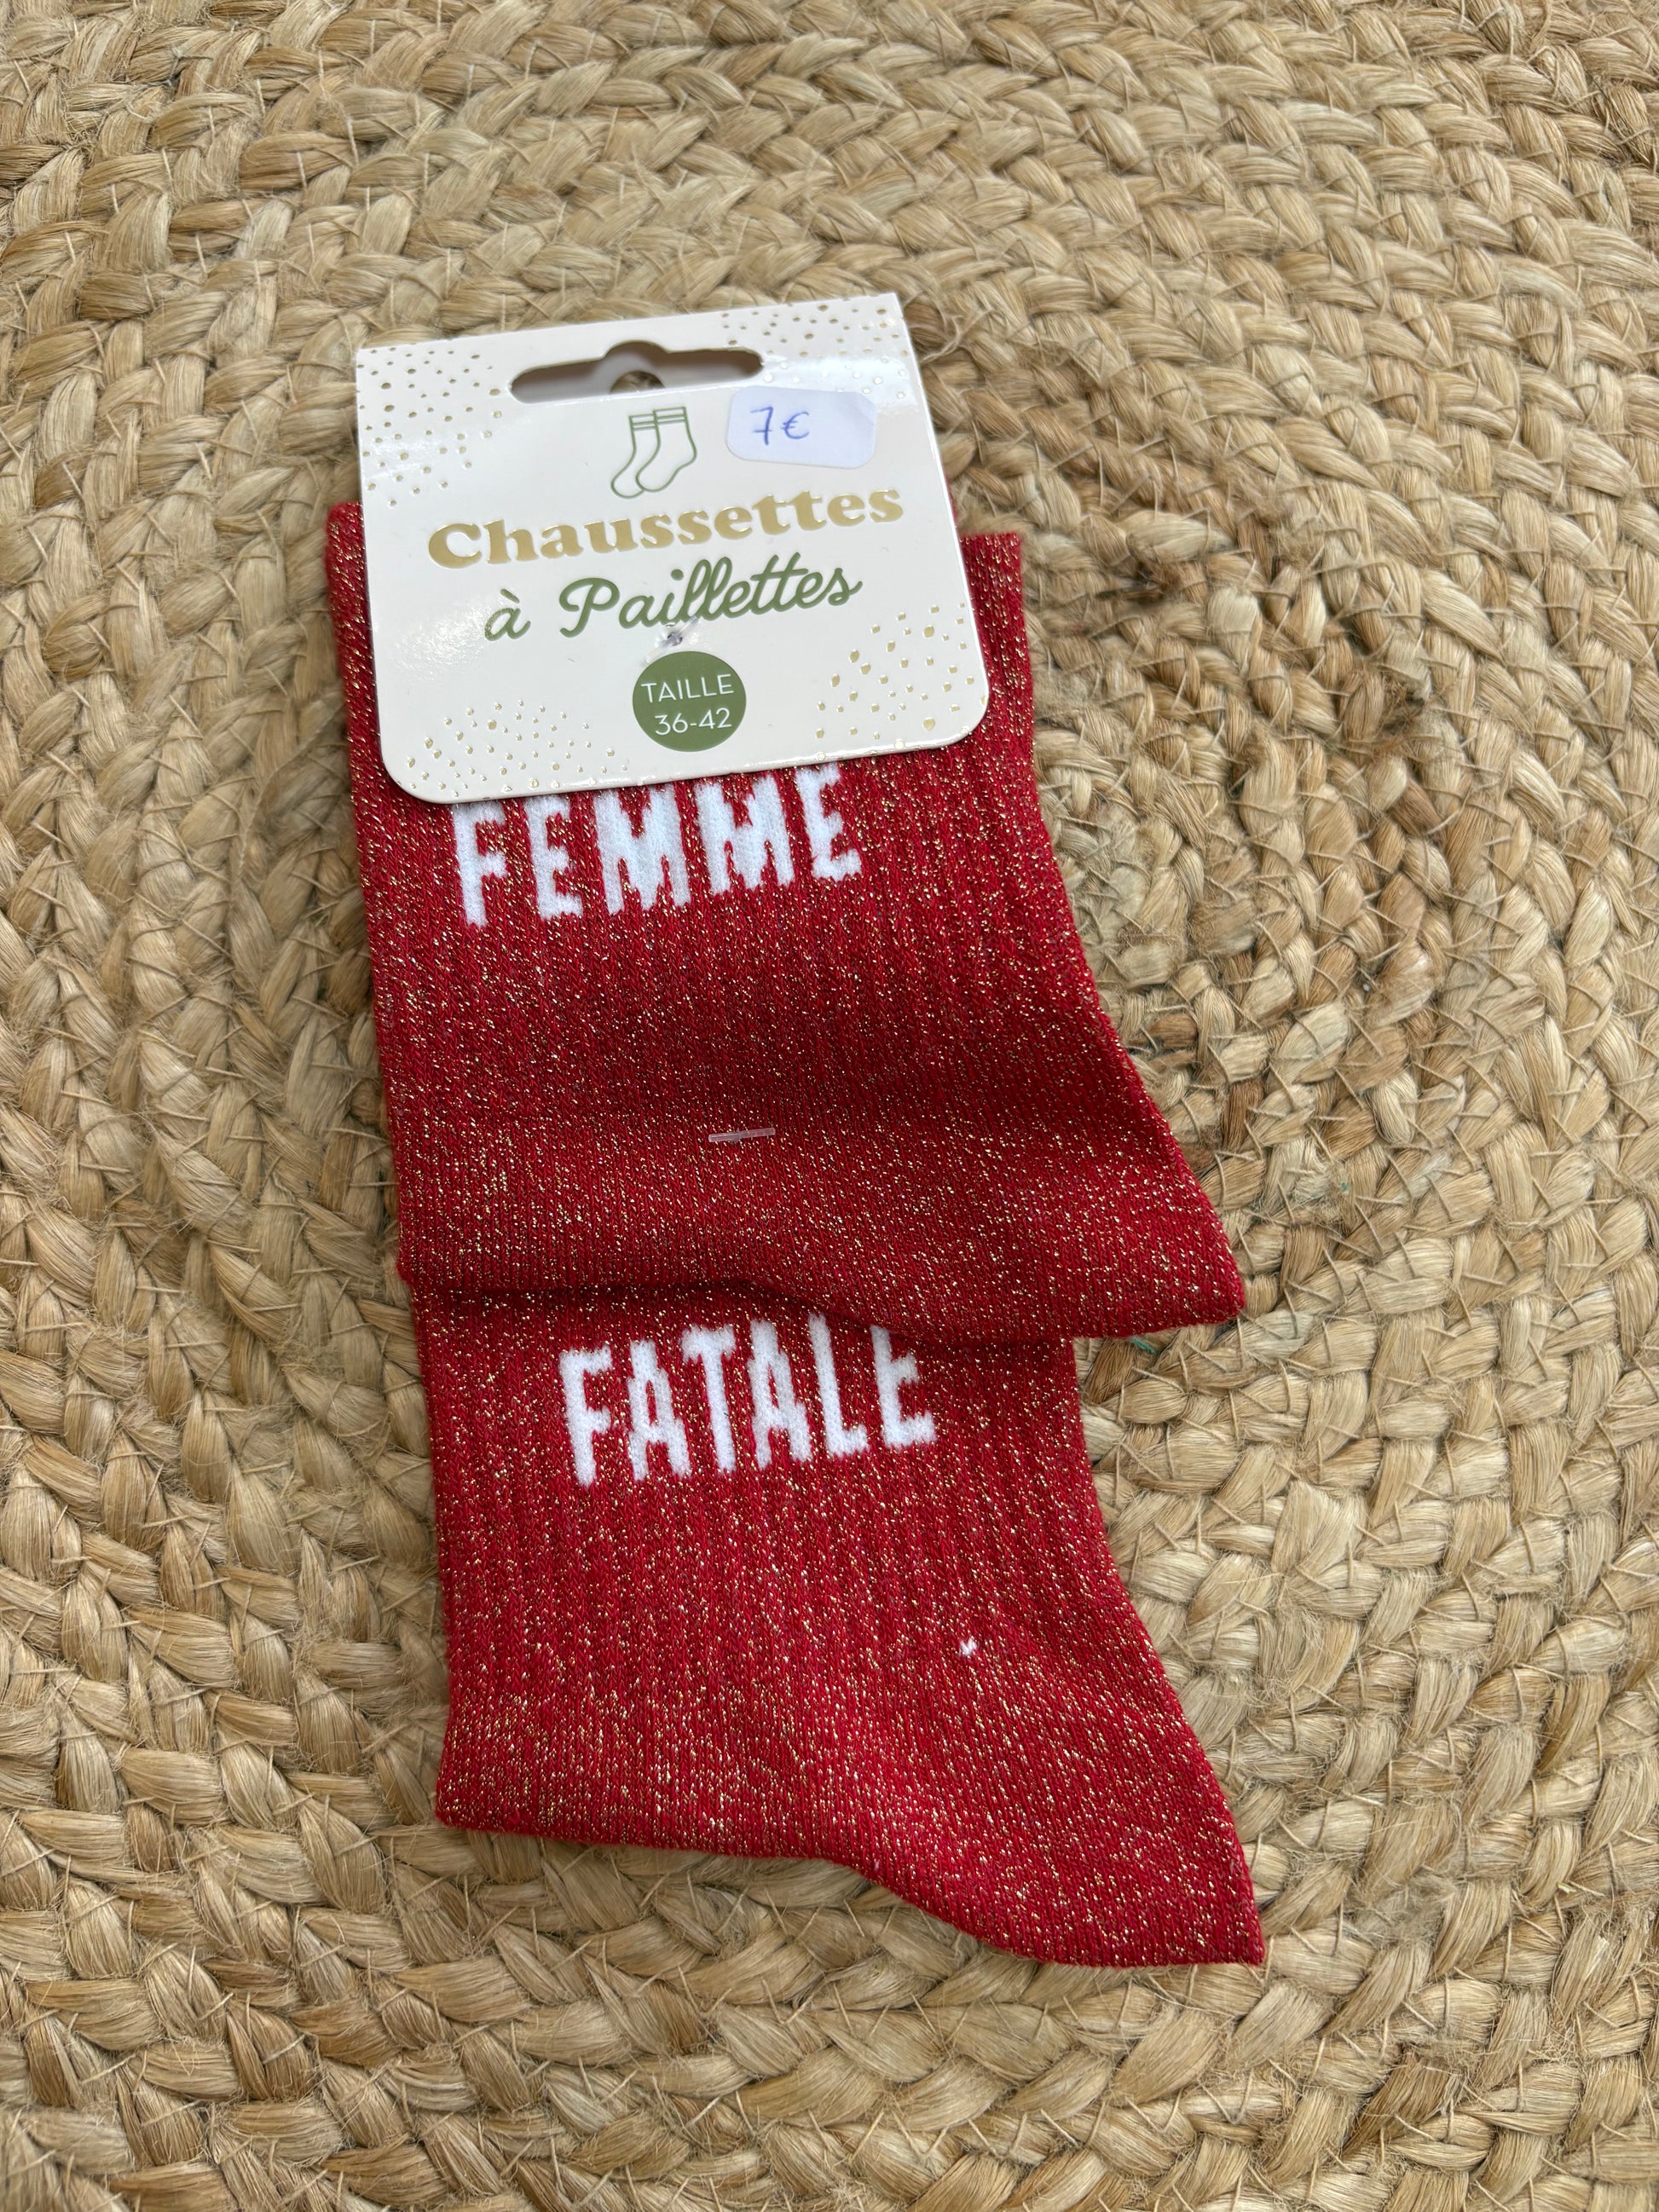 7€
Chaussettes
à Paillettes
TAILLE
36-42
FEMME
FATALE